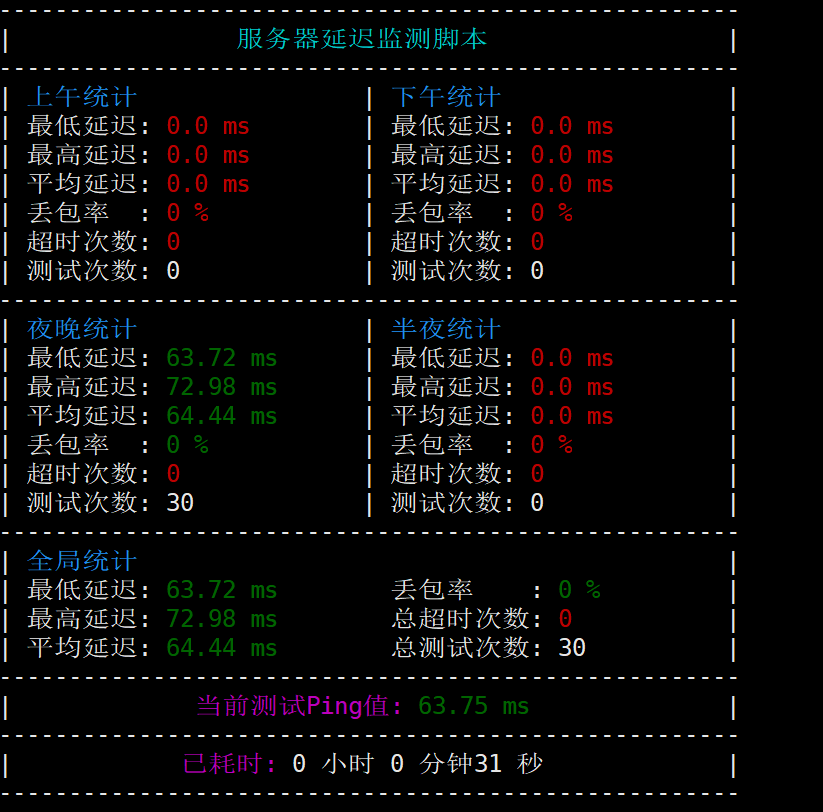 服务器延迟监测脚本
上午统计 | 下午统计
最低延迟: 0.0 ms | 最低延迟: 0.0 ms
最高延迟: 0.0 ms | 最高延迟: 0.0 ms
平均延迟: 0.0 ms | 平均延迟: 0.0 ms
丢包率  : 0 % | 丢包率  : 0 %
超时次数: 0 | 超时次数: 0
测试次数: 0 | 测试次数: 0
夜晚统计 | 半夜统计
最低延迟: 63.72 ms | 最低延迟: 0.0 ms
最高延迟: 72.98 ms | 最高延迟: 0.0 ms
平均延迟: 64.44 ms | 平均延迟: 0.0 ms
丢包率  : 0 % | 丢包率  : 0 %
超时次数: 0 | 超时次数: 0
测试次数: 30 | 测试次数: 0
全局统计
最低延迟: 63.72 ms 丢包率    : 0 %
最高延迟: 72.98 ms 总超时次数: 0
平均延迟: 64.44 ms 总测试次数: 30
当前测试Ping值: 63.75 ms
已耗时: 0 小时 0 分钟31 秒